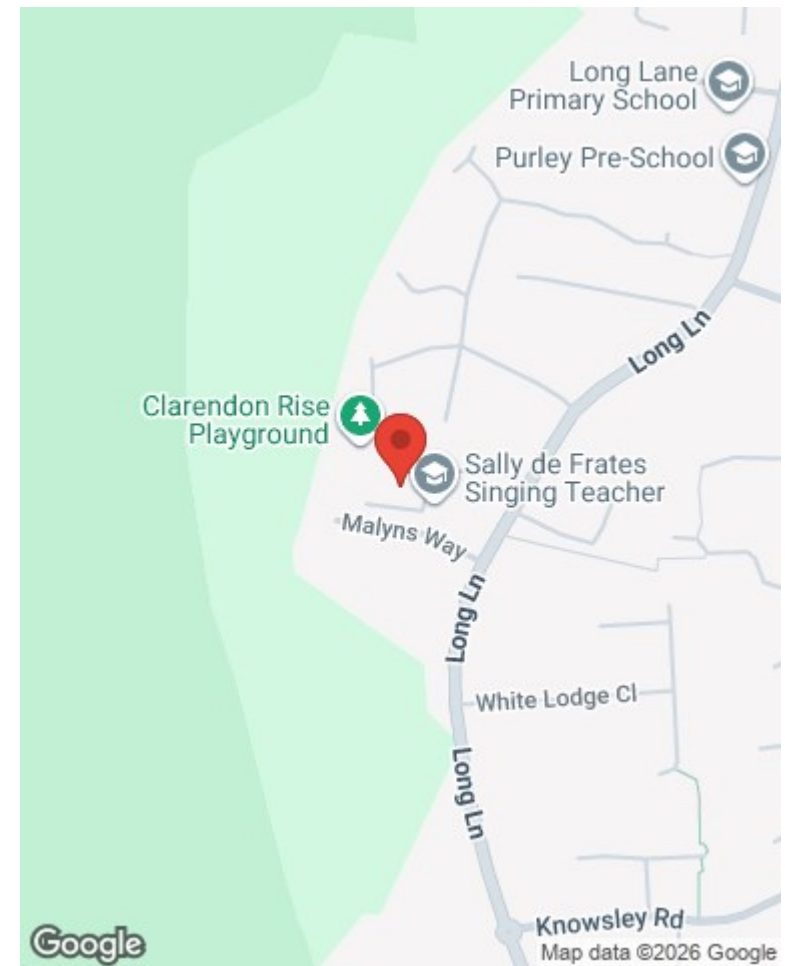 Long Lane
Primary School
Purley Pre-School
Long Ln
Clarendon Rise
Playground
Sally de Frates
Singing Teacher
Malyns Way
Long Ln
White Lodge Cl
Long Ln
Knowsley Rd
Google
Map data ©2026 Google